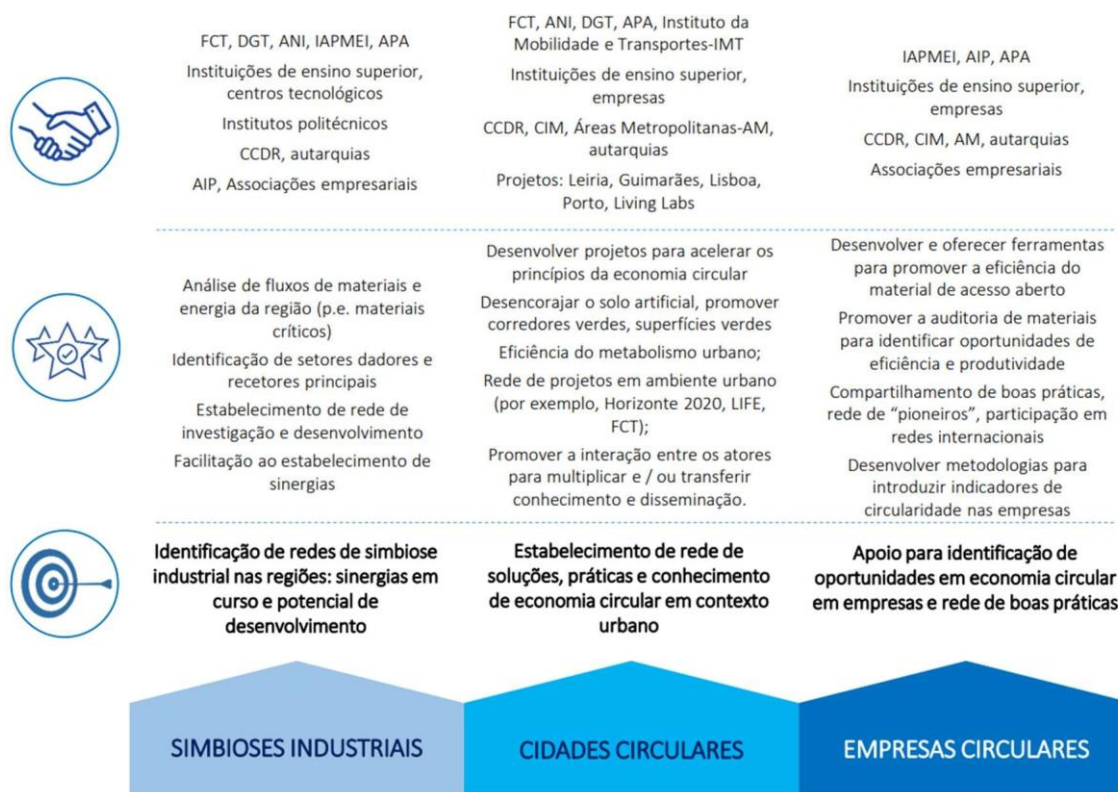 FCT, DGT, ANI, IAPMEI, APA
Instituições de ensino superior,
centros tecnológicos
Institutos politécnicos
CCDR, autarquias
AIP, Associações empresariais
FCT, ANI, DGT, APA, Instituto da
Mobilidade e Transportes-IMT
Instituições de ensino superior,
empresas
CCDR, CIM, Áreas Metropolitanas-AM,
autarquias
Projetos: Leiria, Guimarães, Lisboa,
Porto, Living Labs
IAPMEI, AIP, APA
Instituições de ensino superior,
empresas
CCDR, CIM, AM, autarquias
Associações empresariais
Análise de fluxos de materiais e
energia da região (p.e. materiais
críticos)
Identificação de setores dadores e
recetores principais
Estabelecimento de rede de
investigação e desenvolvimento
Facilitação ao estabelecimento de
sinergias
Desenvolver projetos para acelerar os
princípios da economia circular
Desencorajar o solo artificial, promover
corredores verdes, superfícies verdes
Eficiência do metabolismo urbano;
Rede de projetos em ambiente urbano
(por exemplo, Horizonte 2020, LIFE,
FCT);
Promover a interação entre os atores
para multiplicar e / ou transferir
conhecimento e disseminação.
Desenvolver e oferecer ferramentas
para promover a eficiência do
material de acesso aberto
Promover a auditoria de materiais
para identificar oportunidades de
eficiência e produtividade
Compartilhamento de boas práticas,
rede de “pioneiros”, participação em
redes internacionais
Desenvolver metodologias para
introduzir indicadores de
circularidade nas empresas
Identificação de redes de simbiose
industrial nas regiões: sinergias em
curso e potencial de
desenvolvimento
Estabelecimento de rede de
soluções, práticas e conhecimento
de economia circular em contexto
urbano
Apoio para identificação de
oportunidades em economia circular
em empresas e rede de boas práticas
SIMBIOSES INDUSTRIAIS
CIDADES CIRCULARES
EMPRESAS CIRCULARES